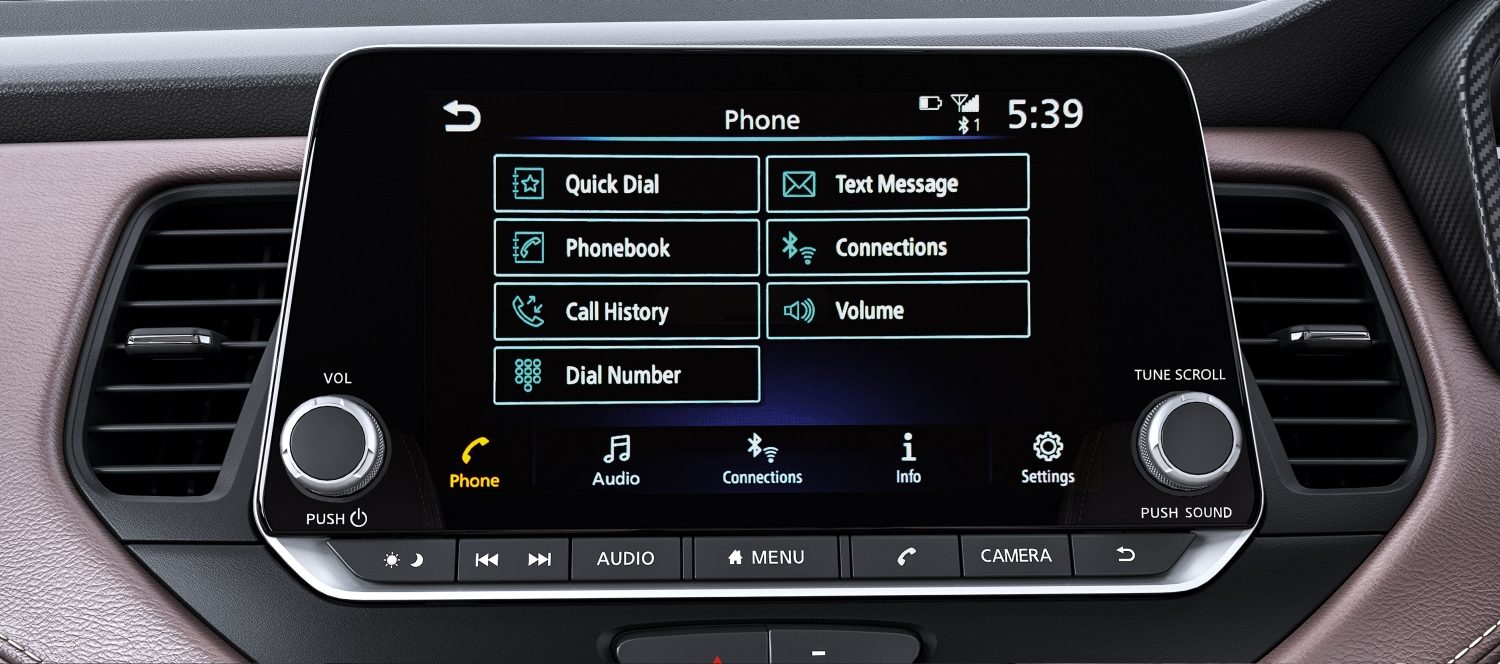 Phone
5:39
1
Quick Dial
Text Message
Phonebook
Connections
Call History
Volume
Dial Number
VOL
TUNE SCROLL
Phone
Audio
Connections
Info
Settings
PUSH
PUSH SOUND
AUDIO
MENU
CAMERA